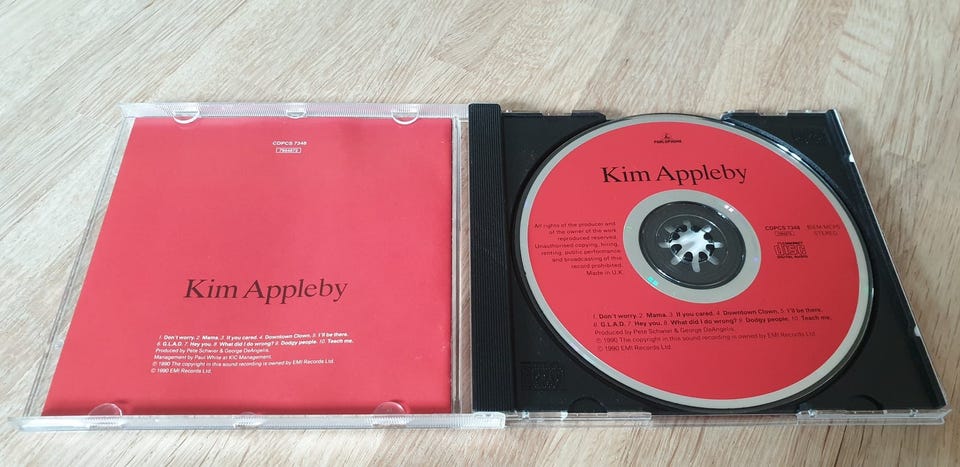 CDPCS 7348
7949872
Kim Appleby
1. Don't worry. 2. Mama. 3. If you cared. 4. Downtown Clown. 5. I'll be there.
6. G.L.A.D. 7. Hey you. 8. What did I do wrong? 9. Dodgy people. 10. Teach me.
Produced by Pete Schwier & George DeAngelis.
Management by Paul White at KIC Management.
℗ 1990 The copyright in this sound recording is owned by EMI Records Ltd.
© 1990 EMI Records Ltd.
PARLOPHONE
Kim Appleby
All rights of the producer and
of the owner of the work
reproduced reserved.
Unauthorised copying, hiring,
renting, public performance
and broadcasting of this
record prohibited.
Made in U.K.
CDPCS 7348 BIEM-MCPS
STEREO
COMPACT
disc
DIGITAL AUDIO
1. Don't worry. 2. Mama. 3. If you cared. 4. Downtown Clown. 5. I'll be there.
6. G.L.A.D. 7. Hey you. 8. What did I do wrong? 9. Dodgy people. 10. Teach me.
Produced by Pete Schwier & George DeAngelis.
℗ 1990 The copyright in this sound recording is owned by EMI Records Ltd.
© 1990 EMI Records Ltd.